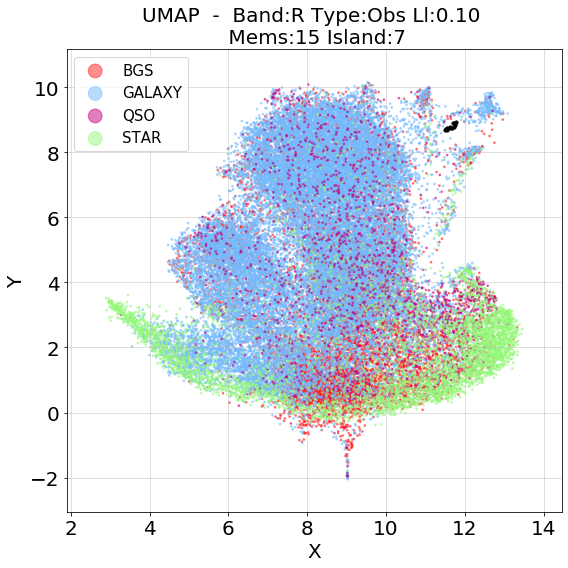 UMAP  -  Band:R Type:Obs Ll:0.10
Mems:15 Island:7
BGS
GALAXY
QSO
STAR
Y
10
8
6
4
2
0
−2
2 4 6 8 10 12 14
X